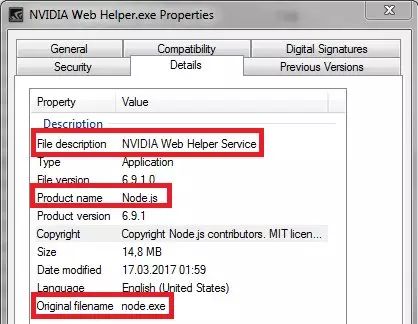 NVIDIA Web Helper.exe Properties
General Compatibility Digital Signatures
Security Details Previous Versions
Property Value
Description
File description NVIDIA Web Helper Service
Type Application
File version 6.9.1.0
Product name Node.js
Product version 6.9.1
Copyright Copyright Node.js contributors. MIT licen...
Size 14,8 MB
Date modified 17.03.2017 01:59
Language English (United States)
Original filename node.exe